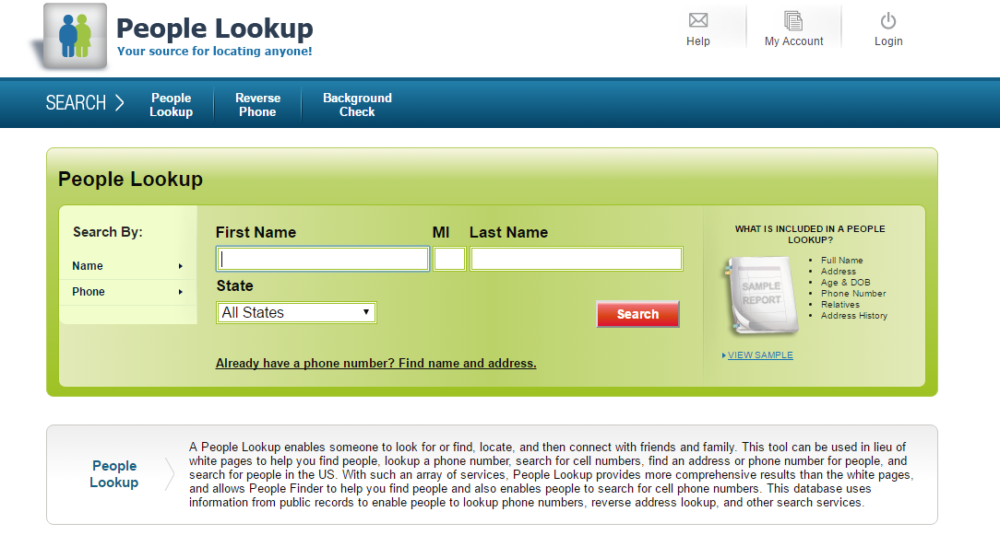 People Lookup
Your source for locating anyone!
Help
My Account
Login
SEARCH
People
Lookup
Reverse
Phone
Background
Check
People Lookup
Search By:
Name
Phone
First Name
MI
Last Name
State
All States
Search
Already have a phone number? Find name and address.
WHAT IS INCLUDED IN A PEOPLE
LOOKUP?
SAMPLE
REPORT
• Full Name
• Address
• Age & DOB
• Phone Number
• Relatives
• Address History
VIEW SAMPLE
People
Lookup
A People Lookup enables someone to look for or find, locate, and then connect with friends and family. This tool can be used in lieu of
white pages to help you find people, lookup a phone number, search for cell numbers, find an address or phone number for people, and
search for people in the US. With such an array of services, People Lookup provides more comprehensive results than the white pages,
and allows People Finder to help you find people and also enables people to search for cell phone numbers. This database uses
information from public records to enable people to lookup phone numbers, reverse address lookup, and other search services.